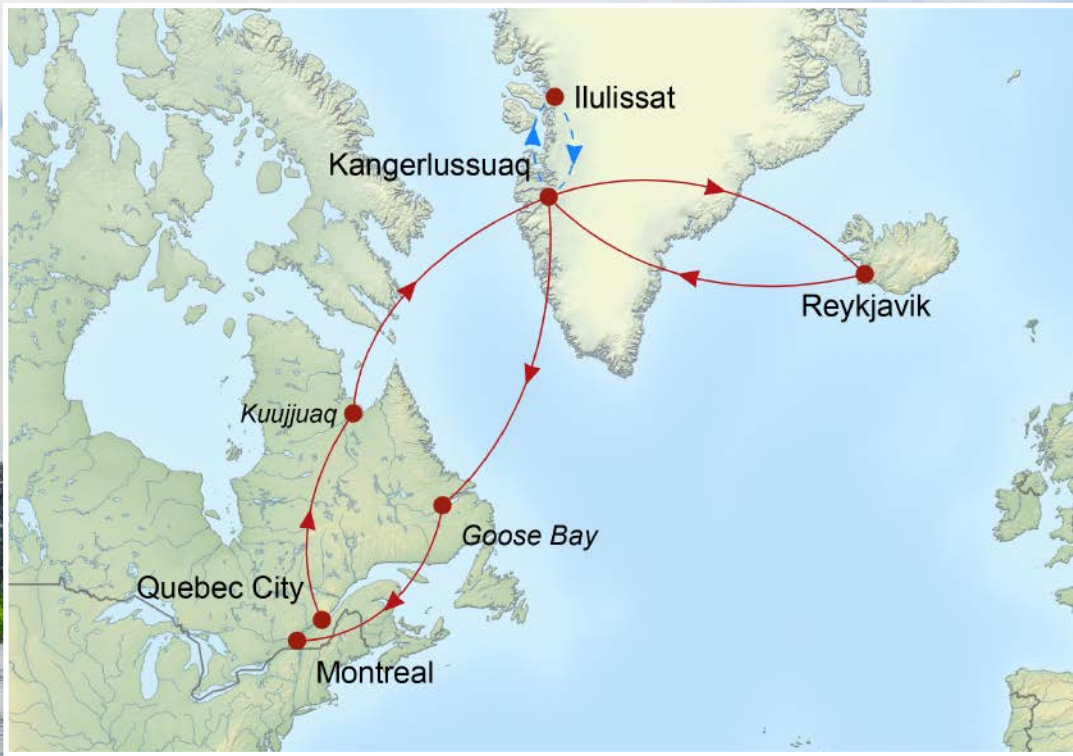 Ilulissat
Kangerlussuaq
Reykjavik
Kuujjuaq
Goose Bay
Quebec City
Montreal